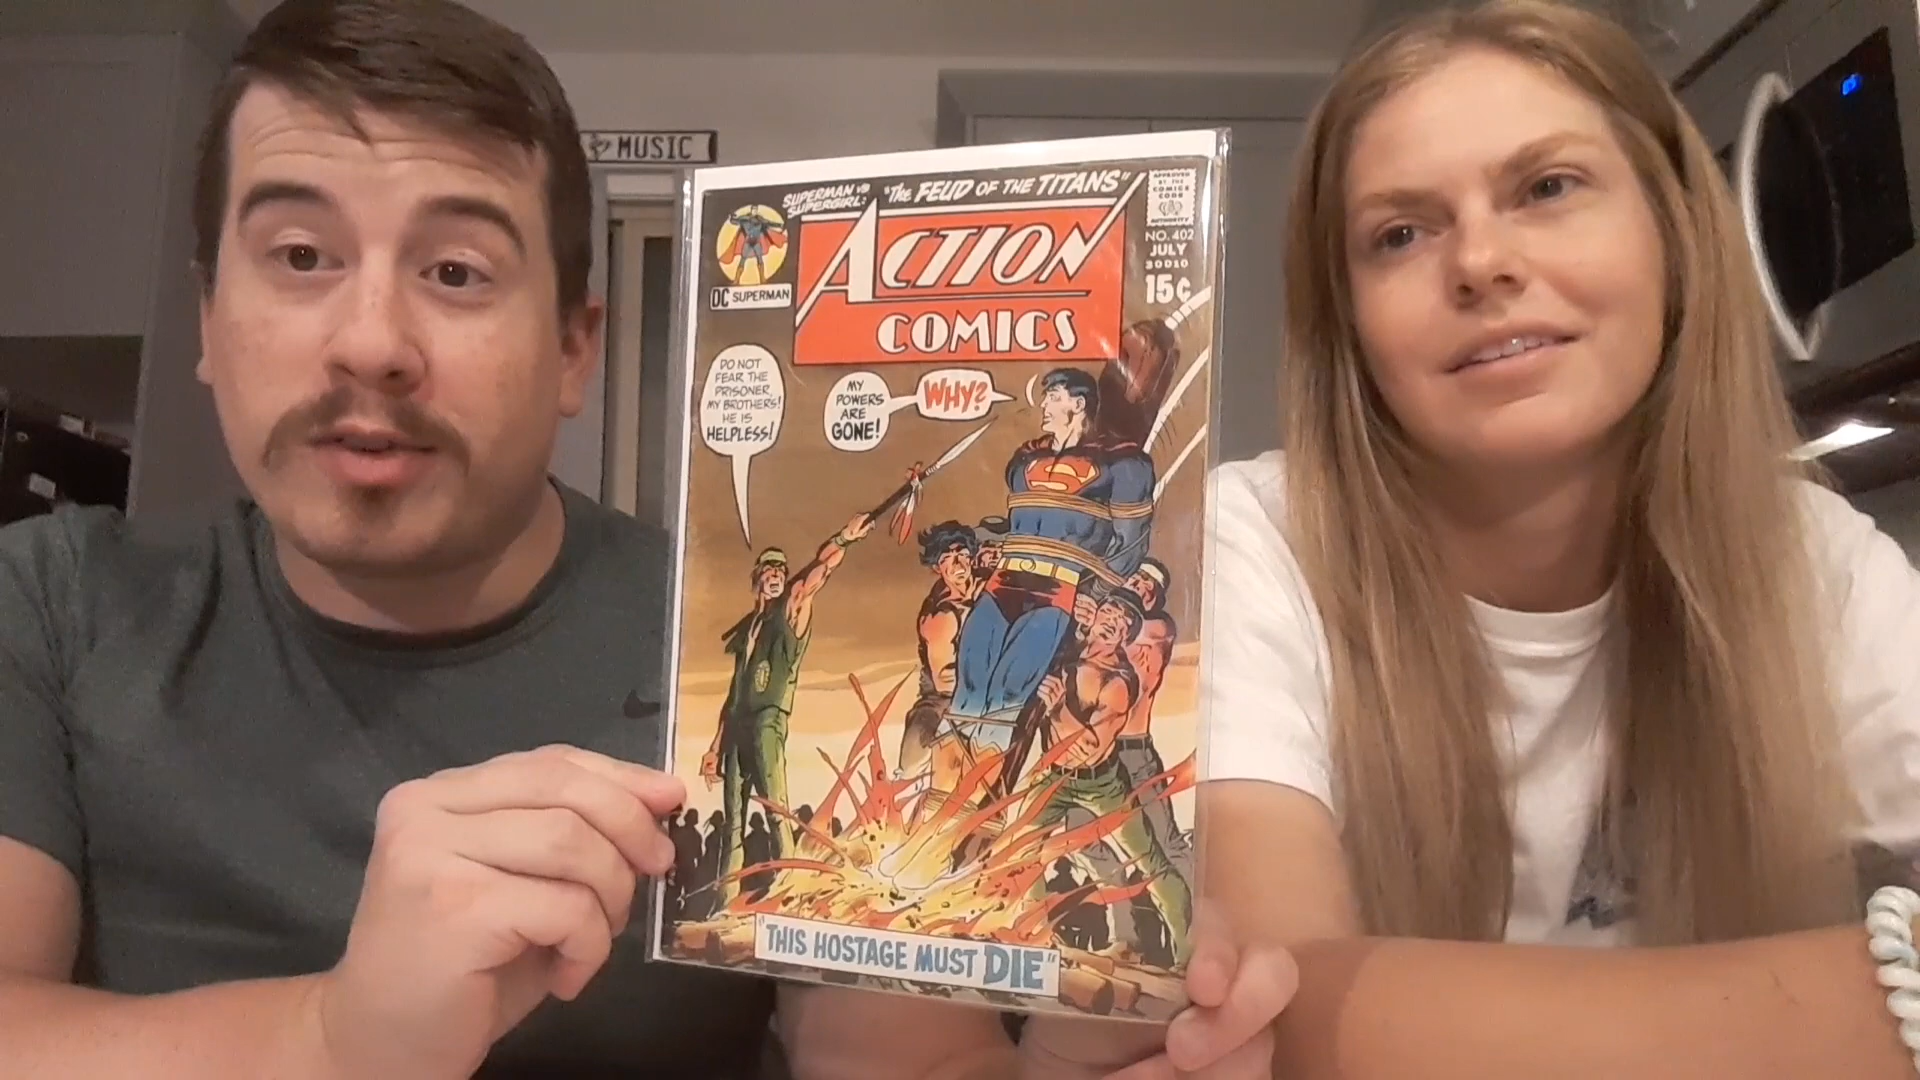 MUSIC
SUPERMAN VS
SUPERGIRL:
"THE FEUD OF THE TITANS"
APPROVED
BY THE
COMICS
CODE
AUTHORITY
ACTION
COMICS
NO. 402
JULY
30010
15¢
DC SUPERMAN
DO NOT
FEAR THE
PRISONER,
MY BROTHERS!
HE IS
HELPLESS!
MY
POWERS
ARE
GONE!
WHY?
S
"THIS HOSTAGE MUST DIE"